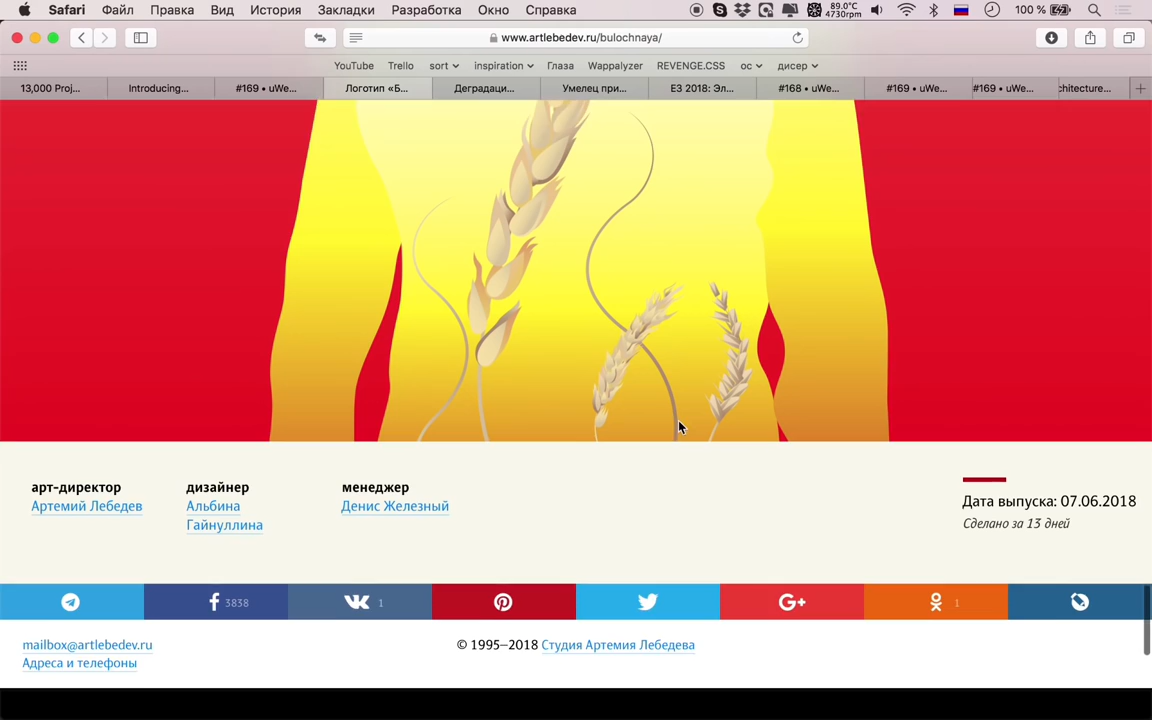 Safari Файл Правка Вид История Закладки Разработка Окно Справка 89.0°C 4730rpm 100 %
www.artlebedev.ru/bulochnaya/
YouTube Trello sort inspiration Глаза Wappalyzer REVENGE.CSS ос дисер
13,000 Proj... Introducing... #169 • uWe... Логотип «Б... Деградаци... Умелец при... E3 2018: Эл... #168 • uWe... #169 • uWe... #169 • uWe... chitecture...
арт-директор
Артемий Лебедев
дизайнер
Альбина
Гайнуллина
менеджер
Денис Железный
Дата выпуска: 07.06.2018
Сделано за 13 дней
3838 1 G+ 1
mailbox@artlebedev.ru
Адреса и телефоны
© 1995–2018 Студия Артемия Лебедева